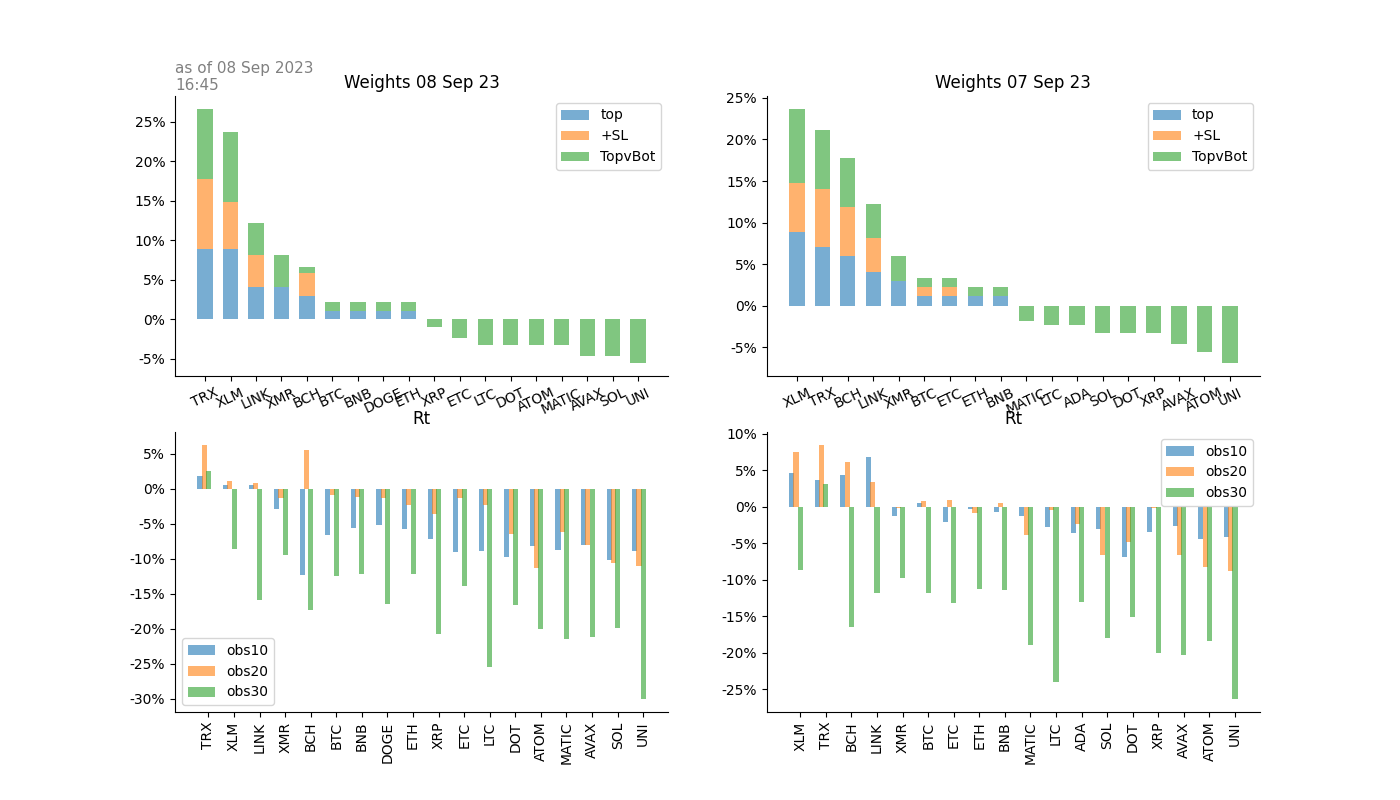 as of 08 Sep 2023
16:45
Weights 08 Sep 23
25%
20%
15%
10%
5%
0%
-5%
top
+SL
TopvBot
TRX XLM LINK XMR BCH BTC BNB DOGE ETH XRP ETC LTC DOT ATOM MATIC AVAX SOL UNI
Weights 07 Sep 23
25%
20%
15%
10%
5%
0%
-5%
top
+SL
TopvBot
XLM TRX BCH LINK XMR BTC ETC ETH BNB MATIC LTC ADA SOL DOT XRP AVAX ATOM UNI
Rt
5%
0%
-5%
-10%
-15%
-20%
-25%
-30%
obs10
obs20
obs30
TRX XLM LINK XMR BCH BTC BNB DOGE ETH XRP ETC LTC DOT ATOM MATIC AVAX SOL UNI
Rt
10%
5%
0%
-5%
-10%
-15%
-20%
-25%
obs10
obs20
obs30
XLM TRX BCH LINK XMR BTC ETC ETH BNB MATIC LTC ADA SOL DOT XRP AVAX ATOM UNI